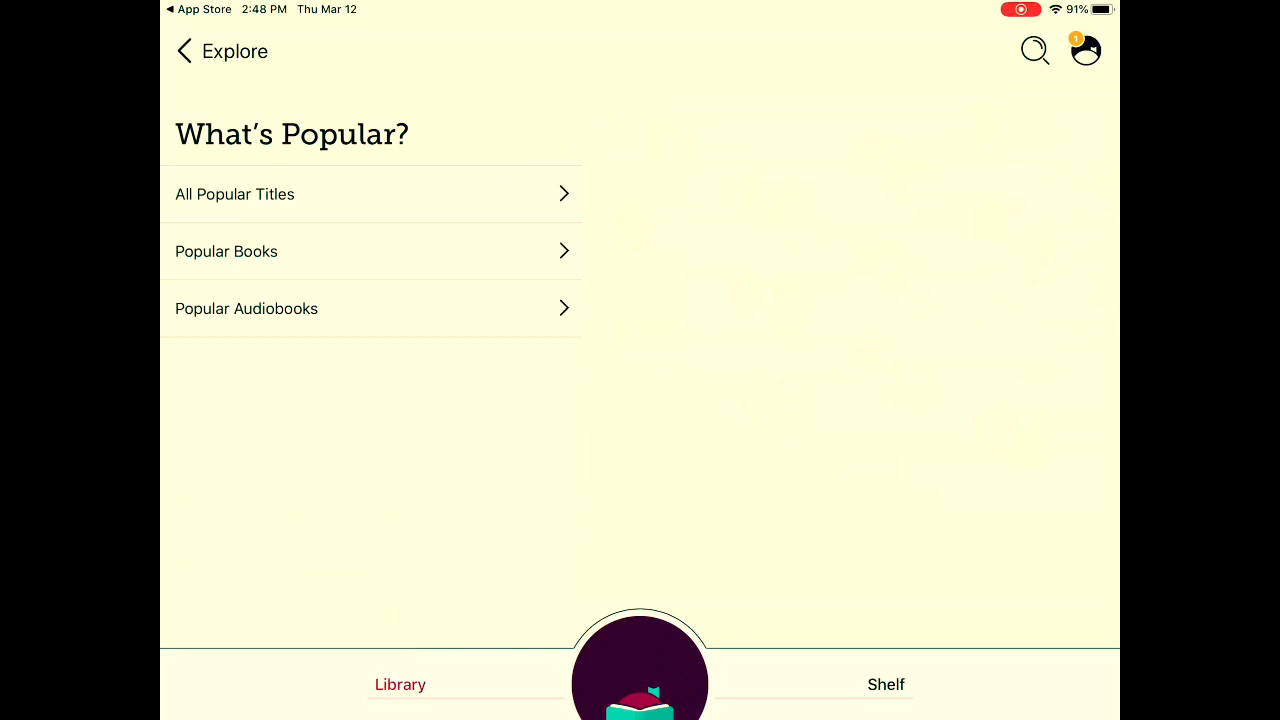 App Store 2:48 PM Thu Mar 12 91%
Explore
1
What's Popular?
All Popular Titles
Popular Books
Popular Audiobooks
Library Shelf